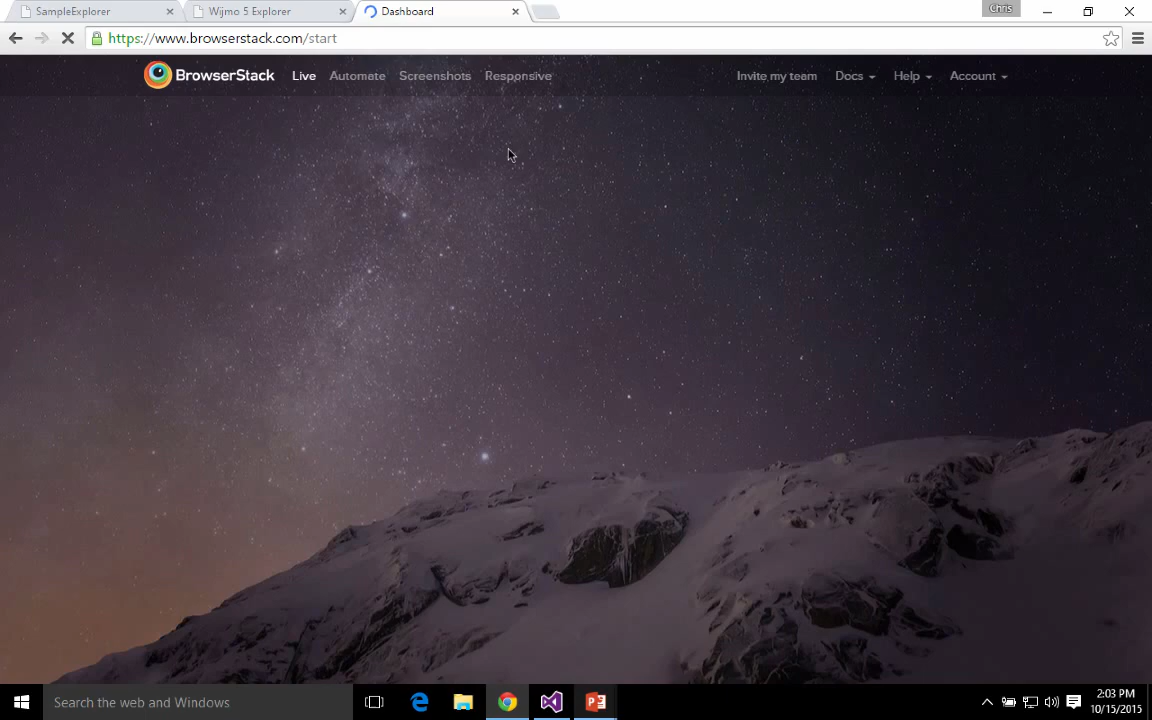 SampleExplorer
Wijmo 5 Explorer
Dashboard
Chris
https://www.browserstack.com/start
BrowserStack
Live
Automate
Screenshots
Responsive
Invite my team
Docs
Help
Account
Search the web and Windows
2:03 PM
10/15/2015